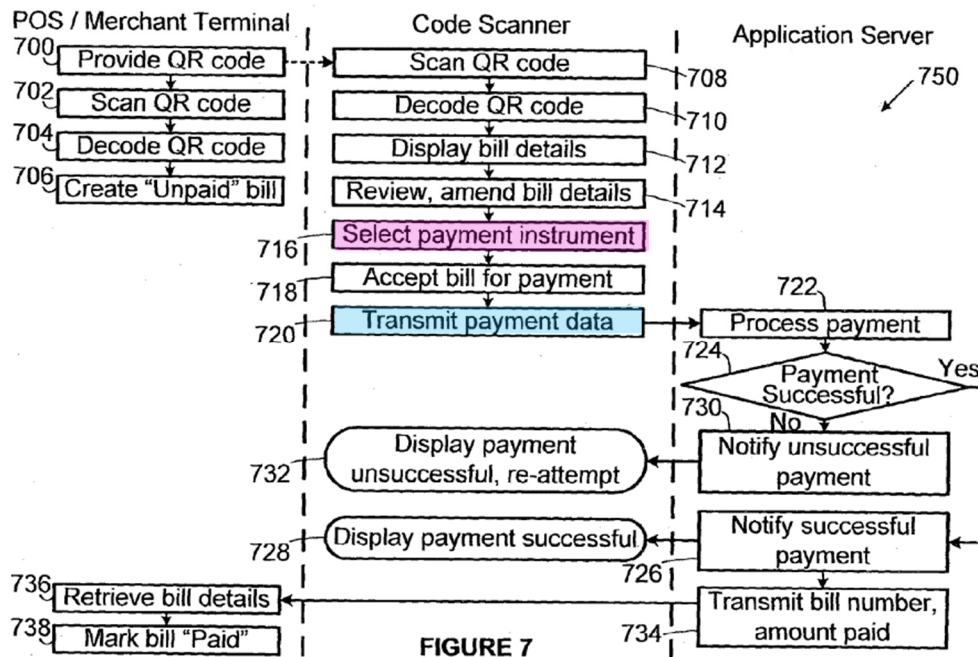 POS / Merchant Terminal
Code Scanner
Application Server
700
Provide QR code
Scan QR code
708
750
702
Scan QR code
Decode QR code
710
704
Decode QR code
Display bill details
712
706
Create “Unpaid” bill
Review, amend bill details
714
716
Select payment instrument
718
Accept bill for payment
720
Transmit payment data
722
Process payment
724
Payment
Successful?
Yes
730
No
Notify unsuccessful
payment
732
Display payment
unsuccessful, re-attempt
Notify successful
payment
726
728
Display payment successful
736
Retrieve bill details
Transmit bill number,
amount paid
734
738
Mark bill “Paid”
FIGURE 7